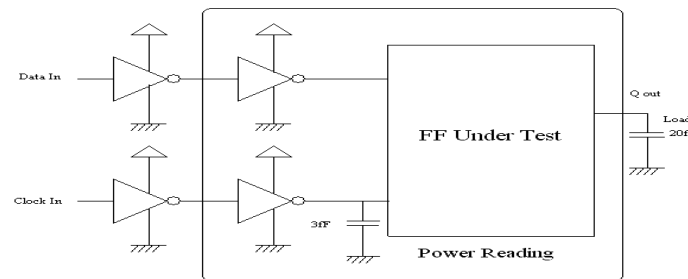 Data In
Q out
Load
20f
FF Under Test
Clock In
3fF
Power Reading